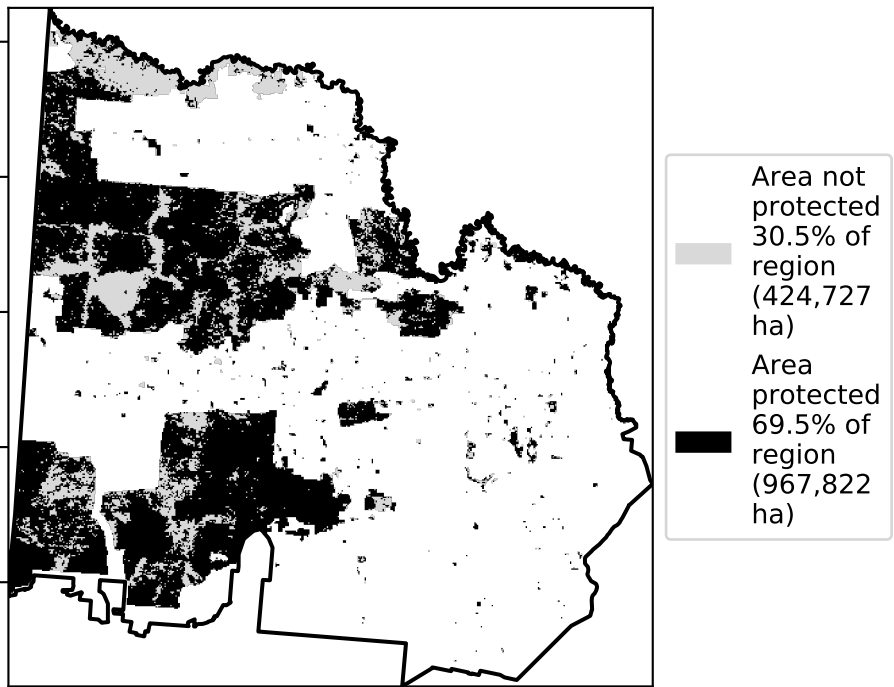 Area not
protected
30.5% of
region
(424,727
ha)
Area
protected
69.5% of
region
(967,822
ha)